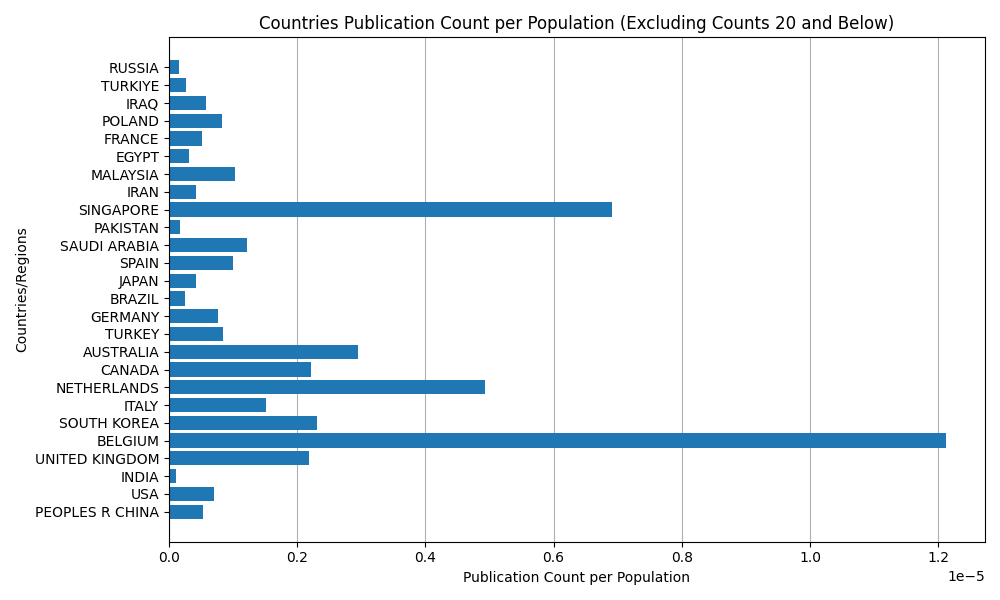 Countries Publication Count per Population (Excluding Counts 20 and Below)
Countries/Regions
RUSSIA
TURKIYE
IRAQ
POLAND
FRANCE
EGYPT
MALAYSIA
IRAN
SINGAPORE
PAKISTAN
SAUDI ARABIA
SPAIN
JAPAN
BRAZIL
GERMANY
TURKEY
AUSTRALIA
CANADA
NETHERLANDS
ITALY
SOUTH KOREA
BELGIUM
UNITED KINGDOM
INDIA
USA
PEOPLES R CHINA
0.0 0.2 0.4 0.6 0.8 1.0 1.2
1e−5
Publication Count per Population